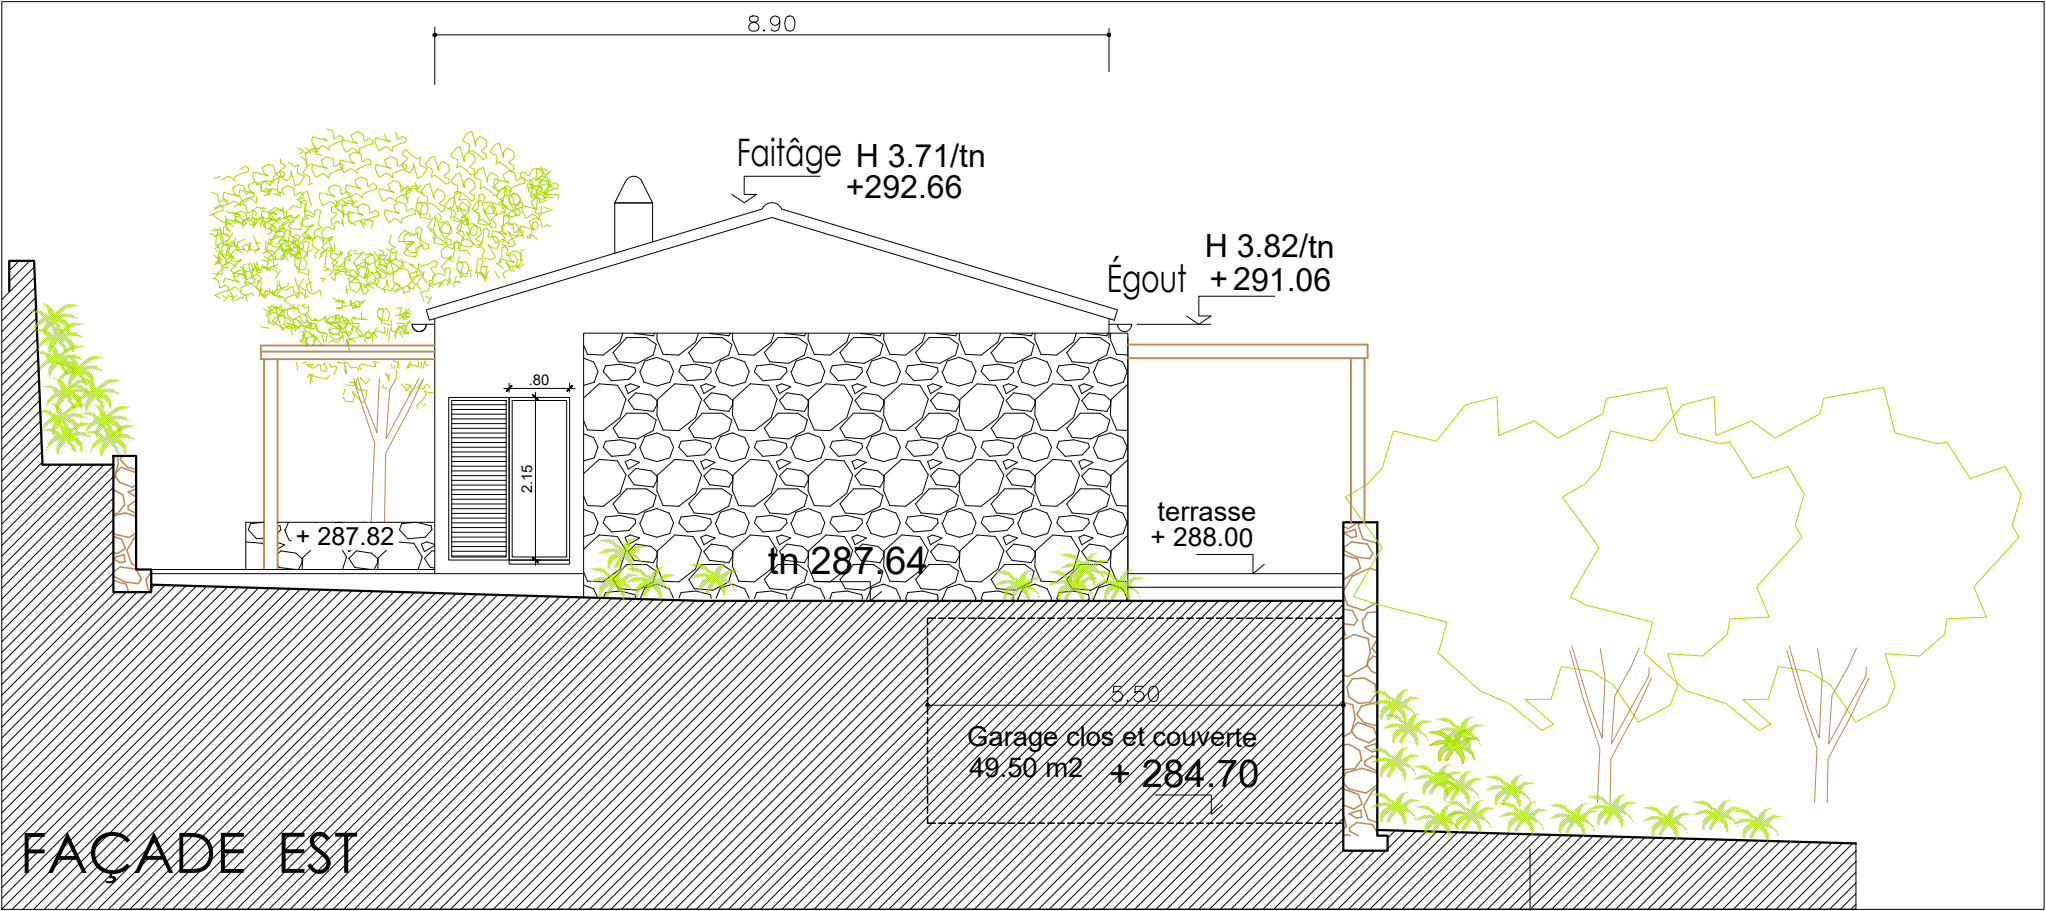 8.90
Faitâge H 3.71/tn
+292.66
H 3.82/tn
Égout + 291.06
.80
2.15
terrasse
+ 288.00
+ 287.82
tn 287.64
5.50
Garage clos et couverte
49.50 m2 + 284.70
FAÇADE EST